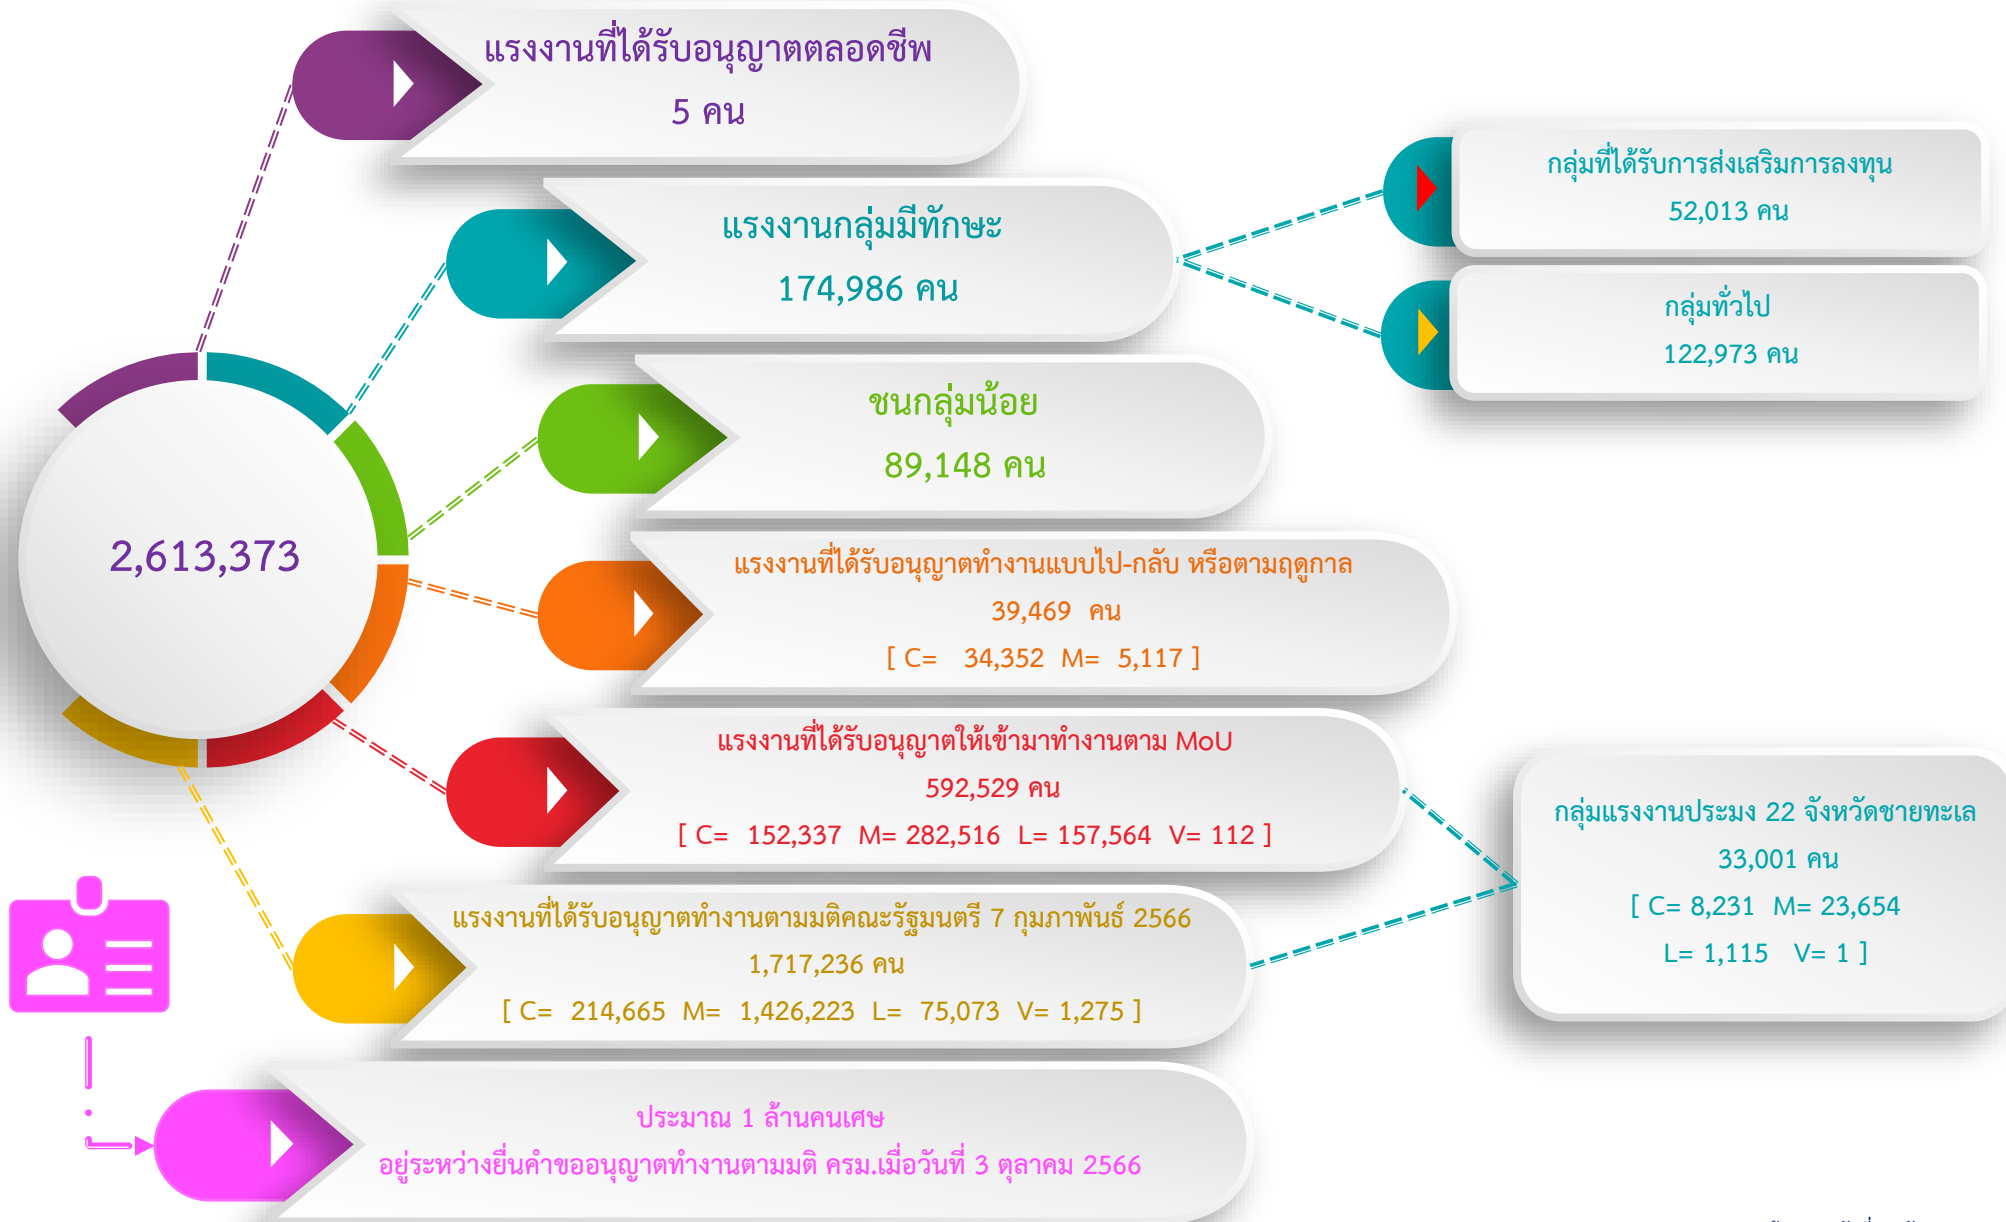 แรงงานที่ได้รับอนุญาตตลอดชีพ
5 คน
แรงงานกลุ่มมีทักษะ
174,986 คน
กลุ่มที่ได้รับการส่งเสริมการลงทุน
52,013 คน
กลุ่มทั่วไป
122,973 คน
ชนกลุ่มน้อย
89,148 คน
2,613,373
แรงงานที่ได้รับอนุญาตทำงานแบบไป-กลับ หรือตามฤดูกาล
39,469 คน
[ C= 34,352 M= 5,117 ]
แรงงานที่ได้รับอนุญาตให้เข้ามาทำงานตาม MoU
592,529 คน
[ C= 152,337 M= 282,516 L= 157,564 V= 112 ]
กลุ่มแรงงานประมง 22 จังหวัดชายทะเล
33,001 คน
[ C= 8,231 M= 23,654
L= 1,115 V= 1 ]
แรงงานที่ได้รับอนุญาตทำงานตามมติคณะรัฐมนตรี 7 กุมภาพันธ์ 2566
1,717,236 คน
[ C= 214,665 M= 1,426,223 L= 75,073 V= 1,275 ]
ประมาณ 1 ล้านคนเศษ
อยู่ระหว่างยื่นคำขออนุญาตทำงานตามมติ ครม.เมื่อวันที่ 3 ตุลาคม 2566